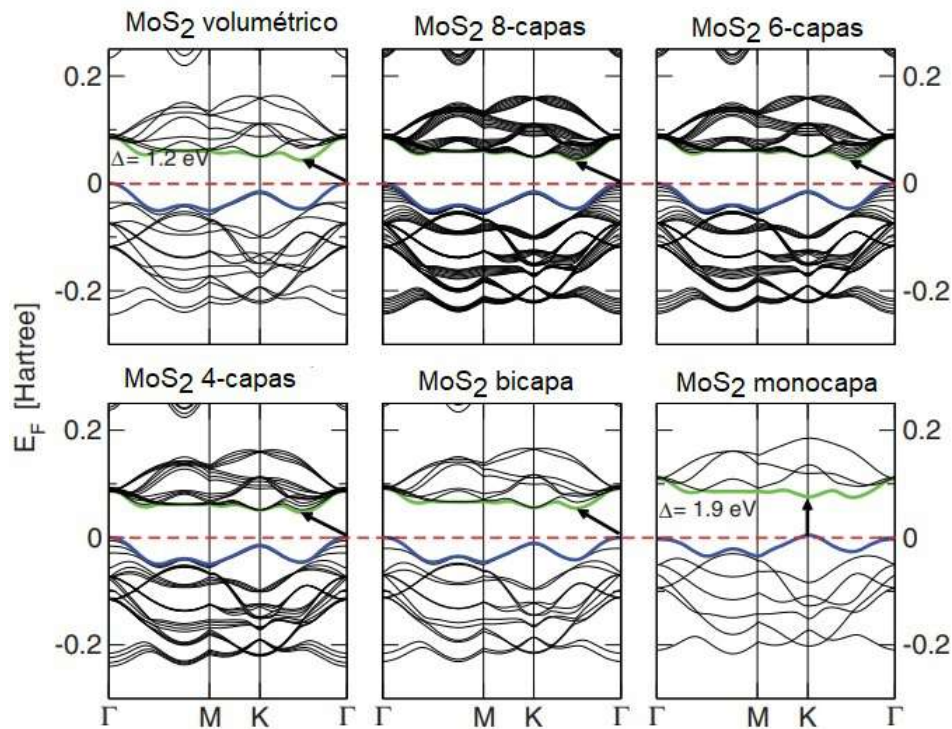 MoS2 volumétrico
MoS2 8-capas
MoS2 6-capas
0.2
0.2
Δ= 1.2 eV
0
0
-0.2
-0.2
EF [Hartree]
MoS2 4-capas
MoS2 bicapa
MoS2 monocapa
0.2
0.2
Δ= 1.9 eV
0
0
-0.2
-0.2
Γ M K Γ M K Γ M K Γ